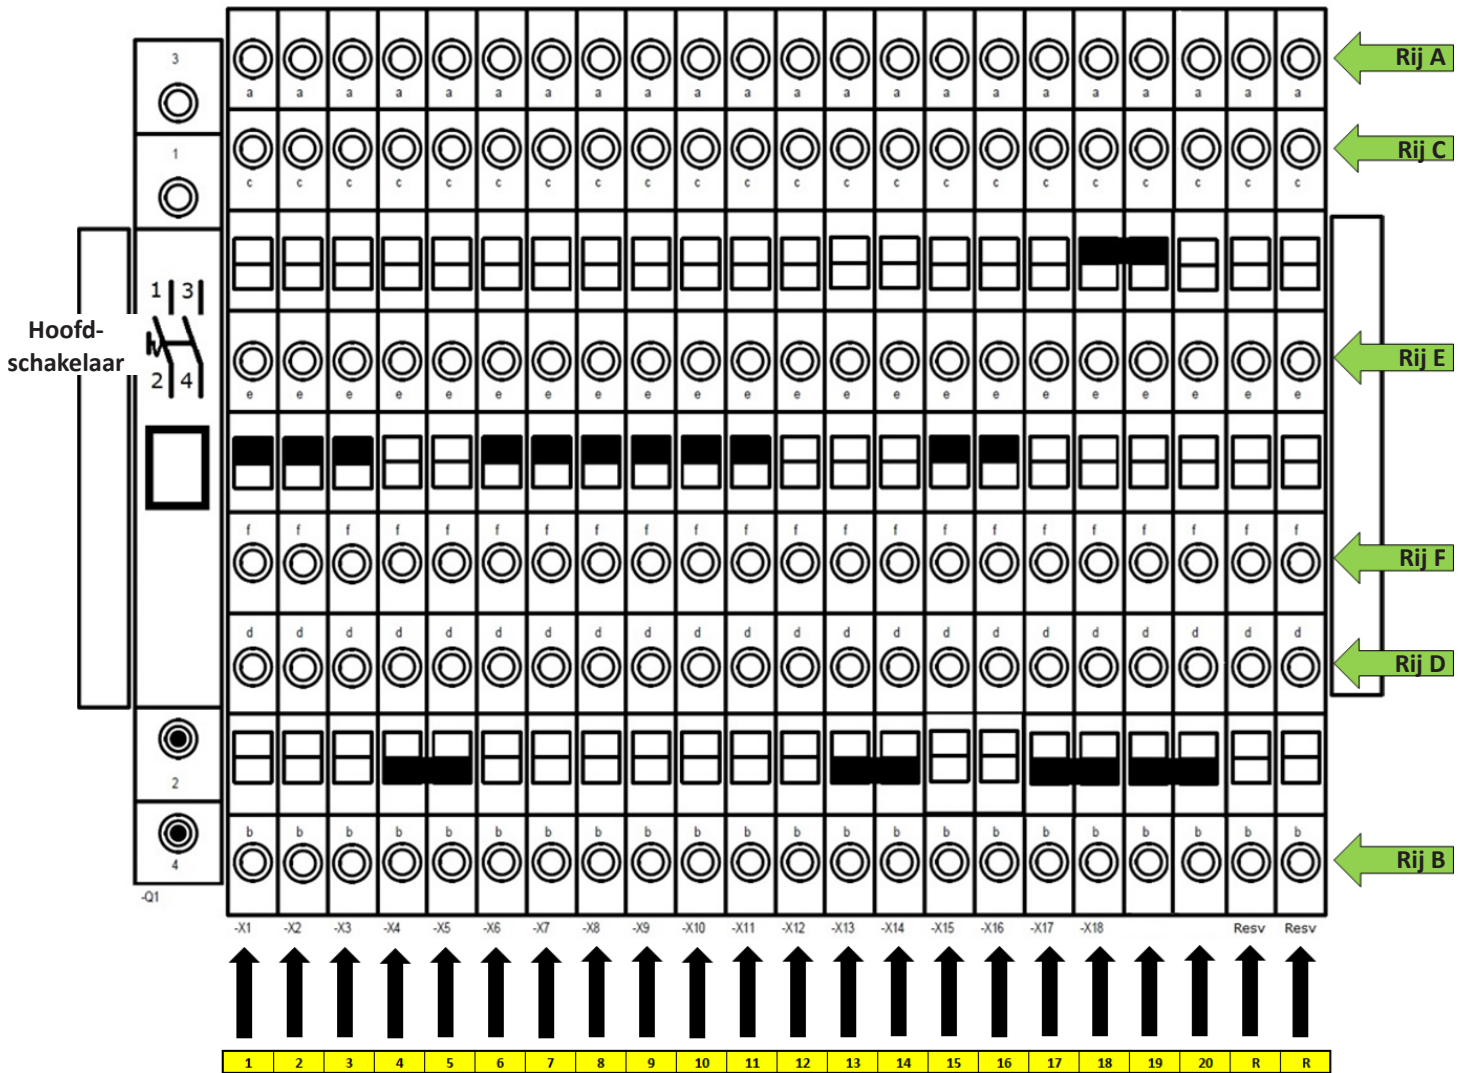 3
a a a a a a a a a a a a a a a a a a a a a a
Rij A
1
c c c c c c c c c c c c c c c c c c c c c c
Rij C
1 3
Hoofd-
schakelaar
2 4
e e e e e e e e e e e e e e e e e e e e e e
Rij E
f f f f f f f f f f f f f f f f f f f f f f
Rij F
d d d d d d d d d d d d d d d d d d d d d d
Rij D
2
b b b b b b b b b b b b b b b b b b b b b b
Rij B
4
-Q1
-X1 -X2 -X3 -X4 -X5 -X6 -X7 -X8 -X9 -X10 -X11 -X12 -X13 -X14 -X15 -X16 -X17 -X18 Resv Resv
1 2 3 4 5 6 7 8 9 10 11 12 13 14 15 16 17 18 19 20 R R